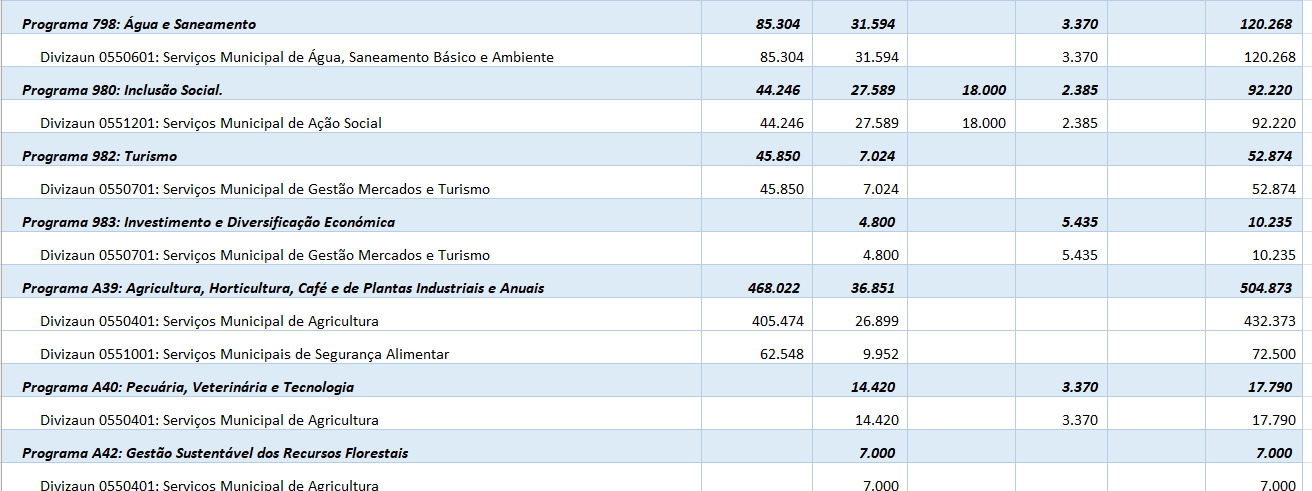 Programa 798: Água e Saneamento 85.304 31.594 3.370 120.268
Divizaun 0550601: Serviços Municipal de Água, Saneamento Básico e Ambiente 85.304 31.594 3.370 120.268
Programa 980: Inclusão Social. 44.246 27.589 18.000 2.385 92.220
Divizaun 0551201: Serviços Municipal de Ação Social 44.246 27.589 18.000 2.385 92.220
Programa 982: Turismo 45.850 7.024 52.874
Divizaun 0550701: Serviços Municipal de Gestão Mercados e Turismo 45.850 7.024 52.874
Programa 983: Investimento e Diversificação Económica 4.800 5.435 10.235
Divizaun 0550701: Serviços Municipal de Gestão Mercados e Turismo 4.800 5.435 10.235
Programa A39: Agricultura, Horticultura, Café e de Plantas Industriais e Anuais 468.022 36.851 504.873
Divizaun 0550401: Serviços Municipal de Agricultura 405.474 26.899 432.373
Divizaun 0551001: Serviços Municipais de Segurança Alimentar 62.548 9.952 72.500
Programa A40: Pecuária, Veterinária e Tecnologia 14.420 3.370 17.790
Divizaun 0550401: Serviços Municipal de Agricultura 14.420 3.370 17.790
Programa A42: Gestão Sustentável dos Recursos Florestais 7.000 7.000
Divizaun 0550401: Serviços Municipal de Agricultura 7.000 7.000